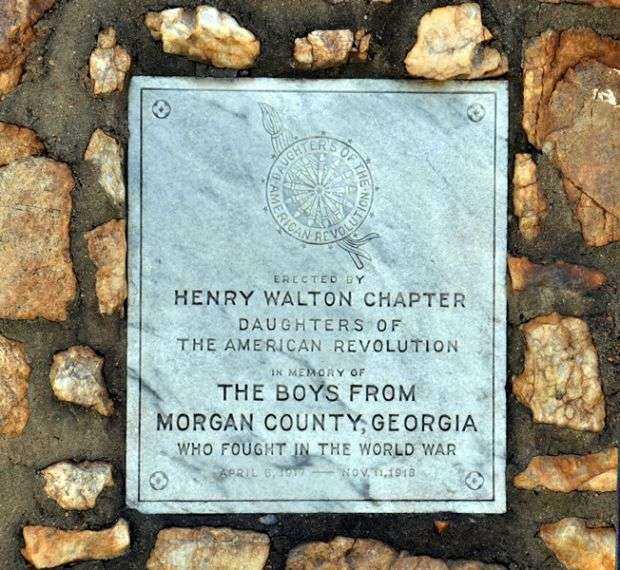 DAUGHTERS OF THE
AMERICAN REVOLUTION
ERECTED BY
HENRY WALTON CHAPTER
DAUGHTERS OF
THE AMERICAN REVOLUTION
IN MEMORY OF
THE BOYS FROM
MORGAN COUNTY, GEORGIA
WHO FOUGHT IN THE WORLD WAR
APRIL 6, 1917 — NOV. 11, 1918